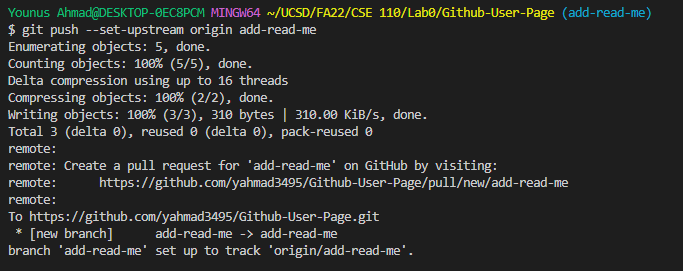 Younus Ahmad@DESKTOP-0EC8PCM MINGW64 ~/UCSD/FA22/CSE 110/Lab0/Github-User-Page (add-read-me)
$ git push --set-upstream origin add-read-me
Enumerating objects: 5, done.
Counting objects: 100% (5/5), done.
Delta compression using up to 16 threads
Compressing objects: 100% (2/2), done.
Writing objects: 100% (3/3), 310 bytes | 310.00 KiB/s, done.
Total 3 (delta 0), reused 0 (delta 0), pack-reused 0
remote:
remote: Create a pull request for 'add-read-me' on GitHub by visiting:
remote:      https://github.com/yahmad3495/Github-User-Page/pull/new/add-read-me
remote:
To https://github.com/yahmad3495/Github-User-Page.git
 * [new branch]      add-read-me -> add-read-me
branch 'add-read-me' set up to track 'origin/add-read-me'.